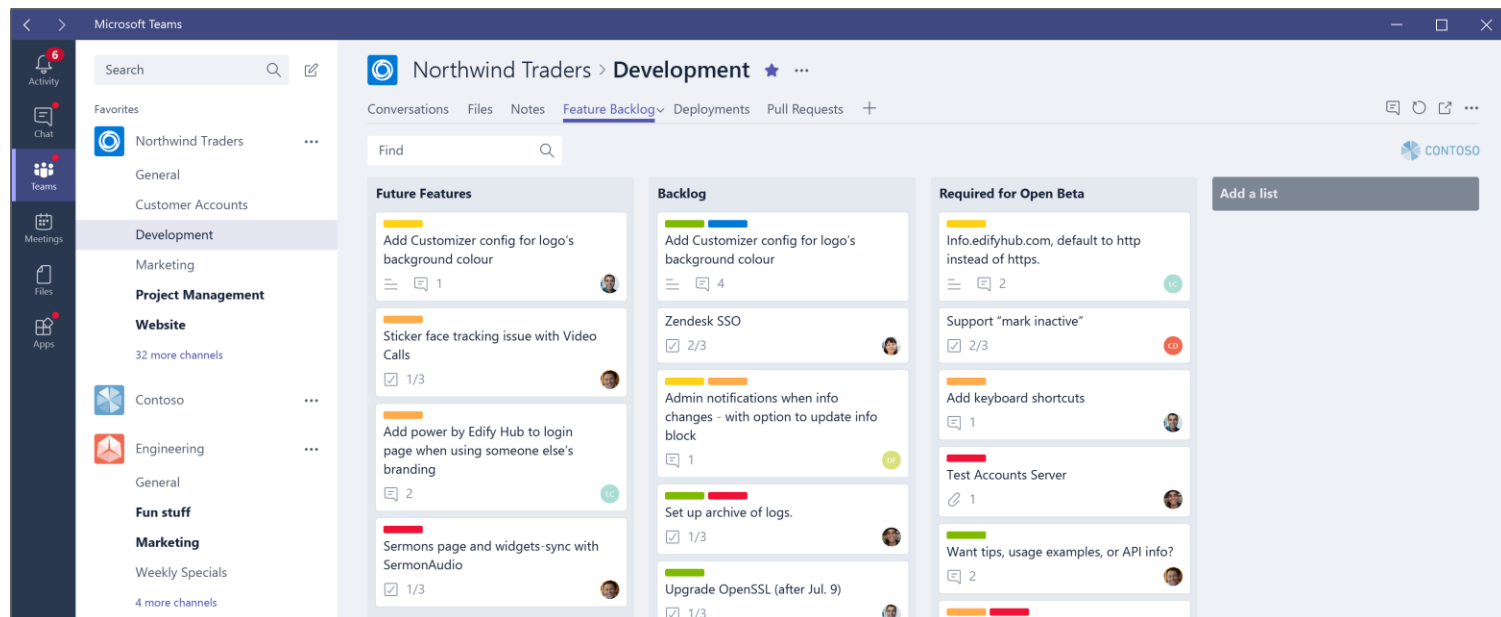 Microsoft Teams
6
Activity
Chat
Teams
Meetings
Files
Apps
Search
Favorites
Northwind Traders
General
Customer Accounts
Development
Marketing
Project Management
Website
32 more channels
Contoso
Engineering
General
Fun stuff
Marketing
Weekly Specials
4 more channels
Northwind Traders > Development
Conversations Files Notes Feature Backlog Deployments Pull Requests
Find
CONTOSO
Future Features
Add Customizer config for logo's
background colour
1
Sticker face tracking issue with Video
Calls
1/3
Add power by Edify Hub to login
page when using someone else's
branding
2
LC
Sermons page and widgets-sync with
SermonAudio
1/3
Backlog
Add Customizer config for logo's
background colour
4
Zendesk SSO
2/3
Admin notifications when info
changes - with option to update info
block
1
DF
Set up archive of logs.
1/3
Upgrade OpenSSL (after Jul. 9)
1/3
Required for Open Beta
Info.edifyhub.com, default to http
instead of https.
2
LC
Support “mark inactive”
2/3
CD
Add keyboard shortcuts
1
Test Accounts Server
1
Want tips, usage examples, or API info?
2
Add a list